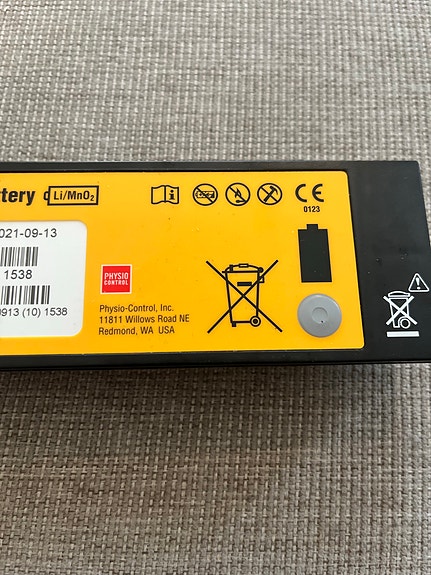 Li/MnO₂
021-09-13
1538
0913 (10) 1538
PHYSIO
CONTROL
Physio-Control, Inc.
11811 Willows Road NE
Redmond, WA USA
i
CE
0123